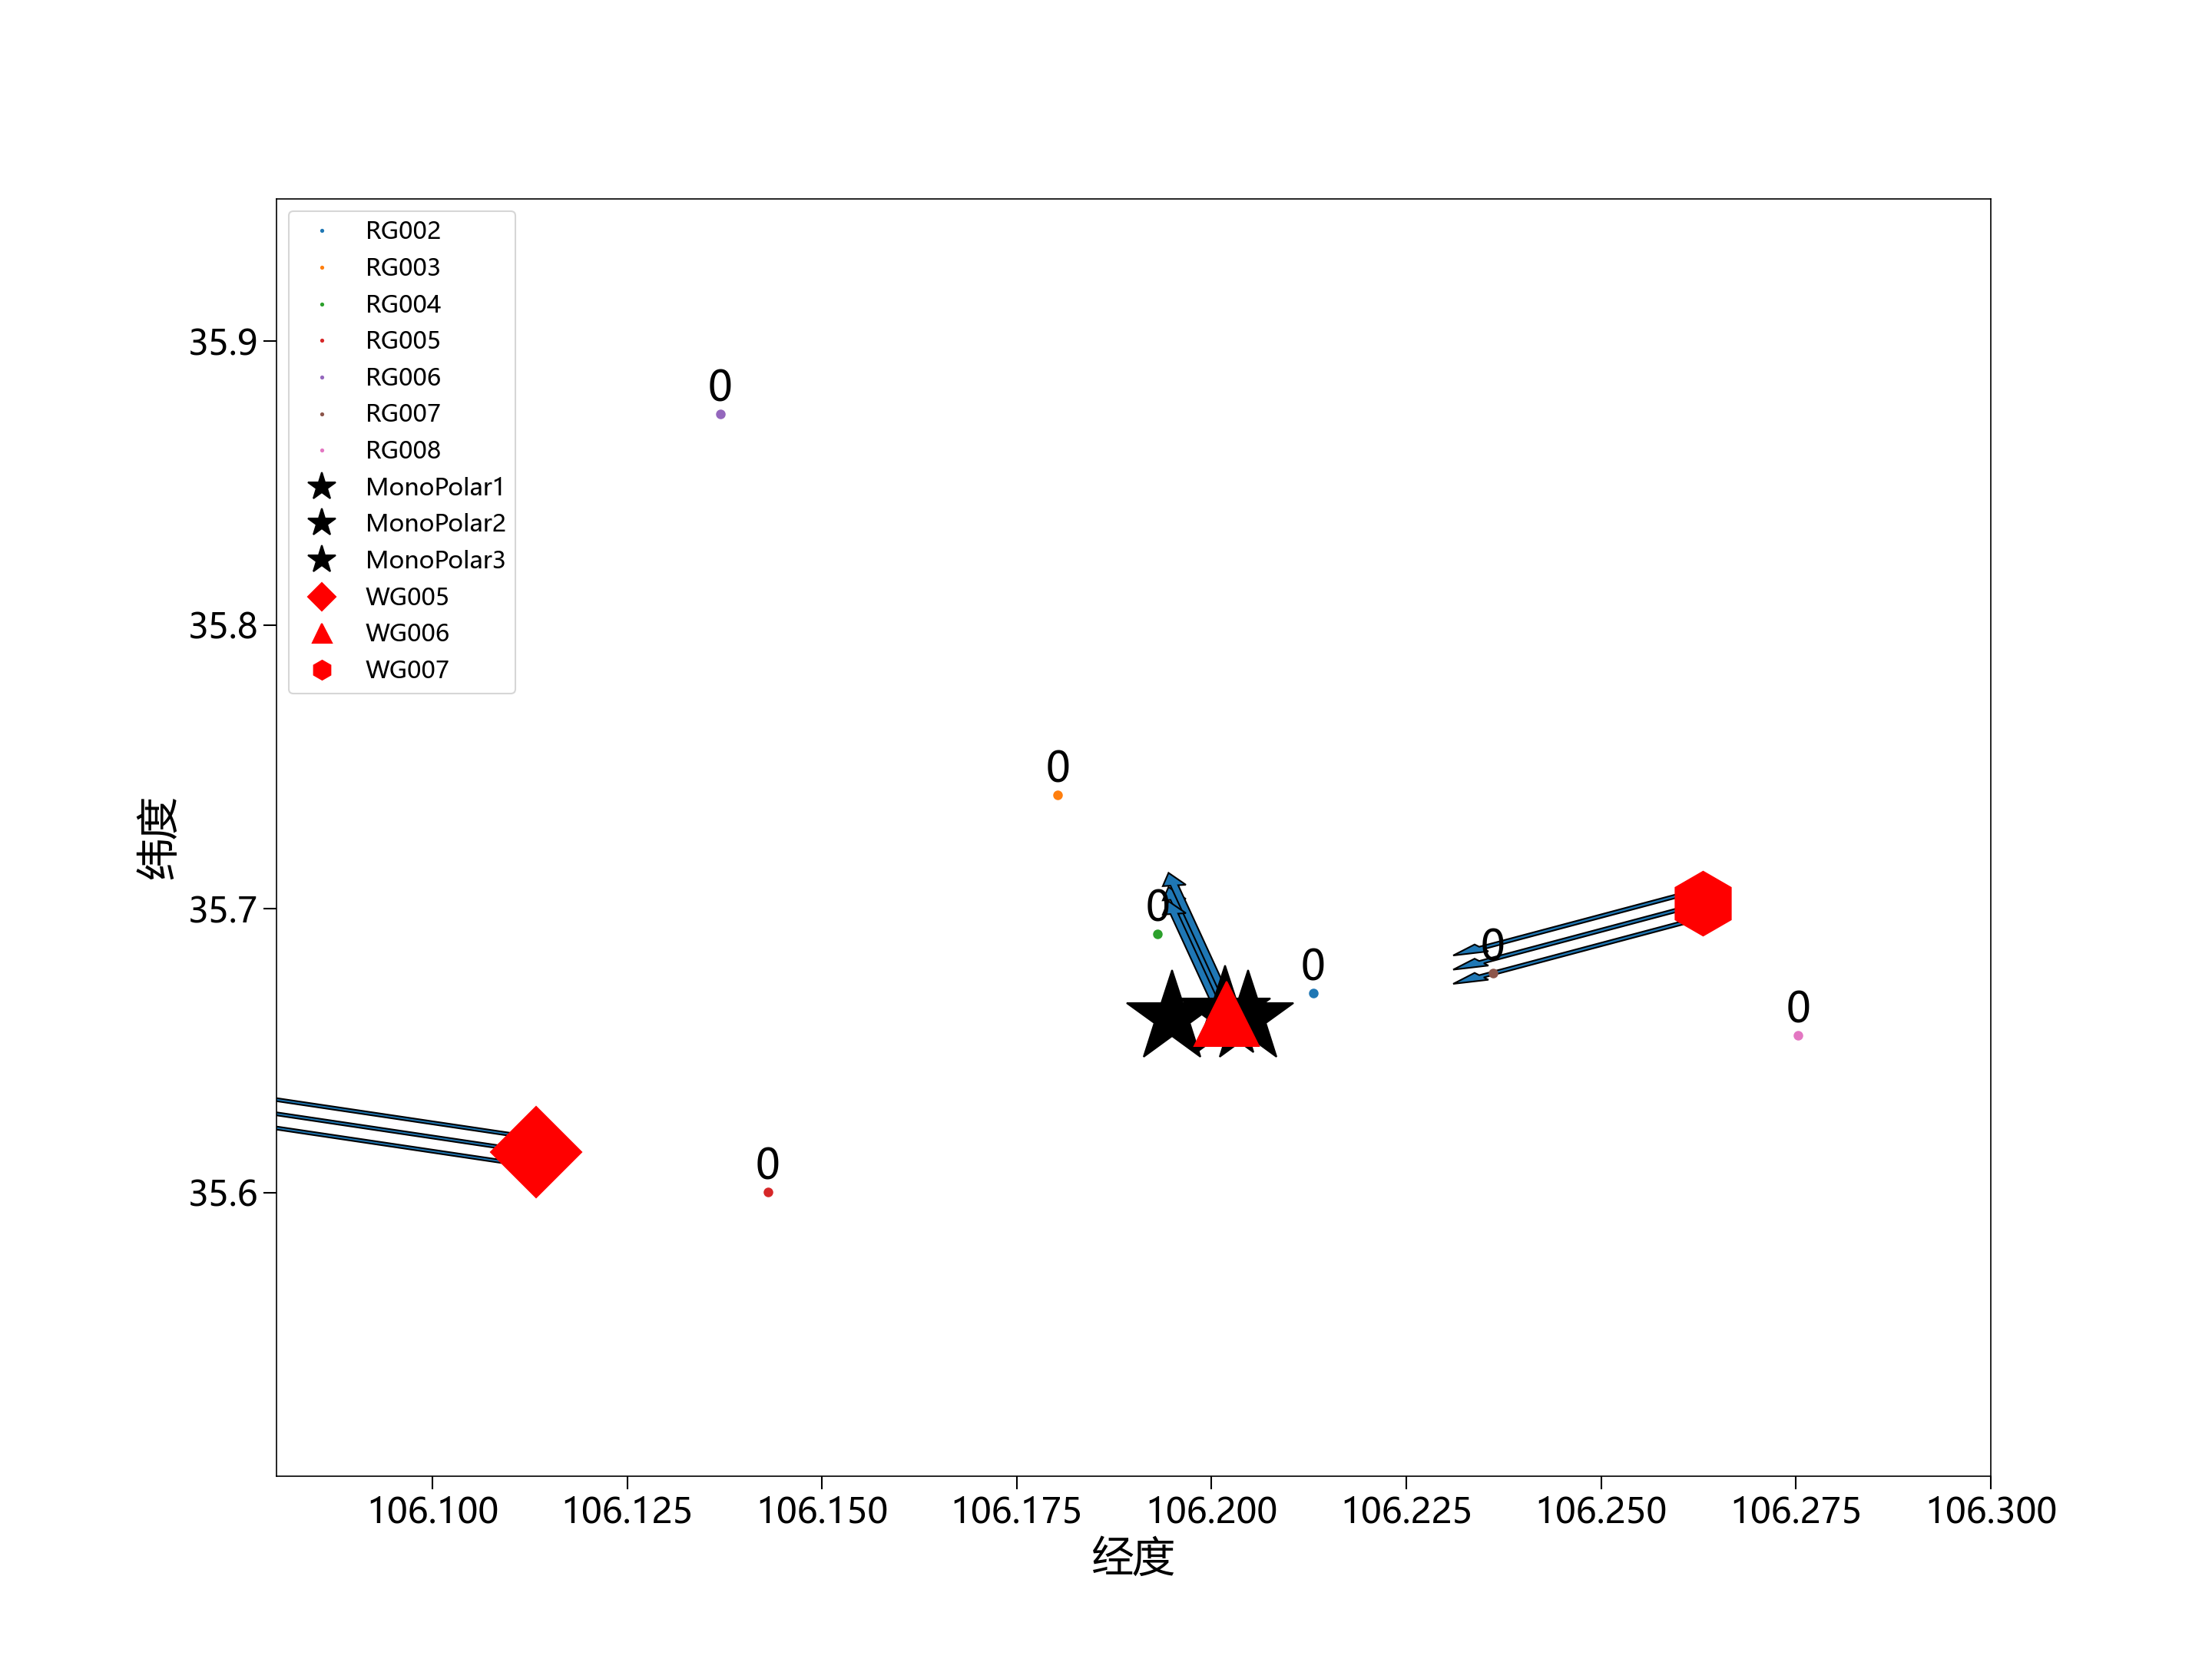 RG002
RG003
RG004
RG005
RG006
RG007
RG008
MonoPolar1
MonoPolar2
MonoPolar3
WG005
WG006
WG007
35.9
35.8
35.7
35.6
纬度
0
0
0
0
0
0
0
106.100
106.125
106.150
106.175
106.200
106.225
106.250
106.275
106.300
经度